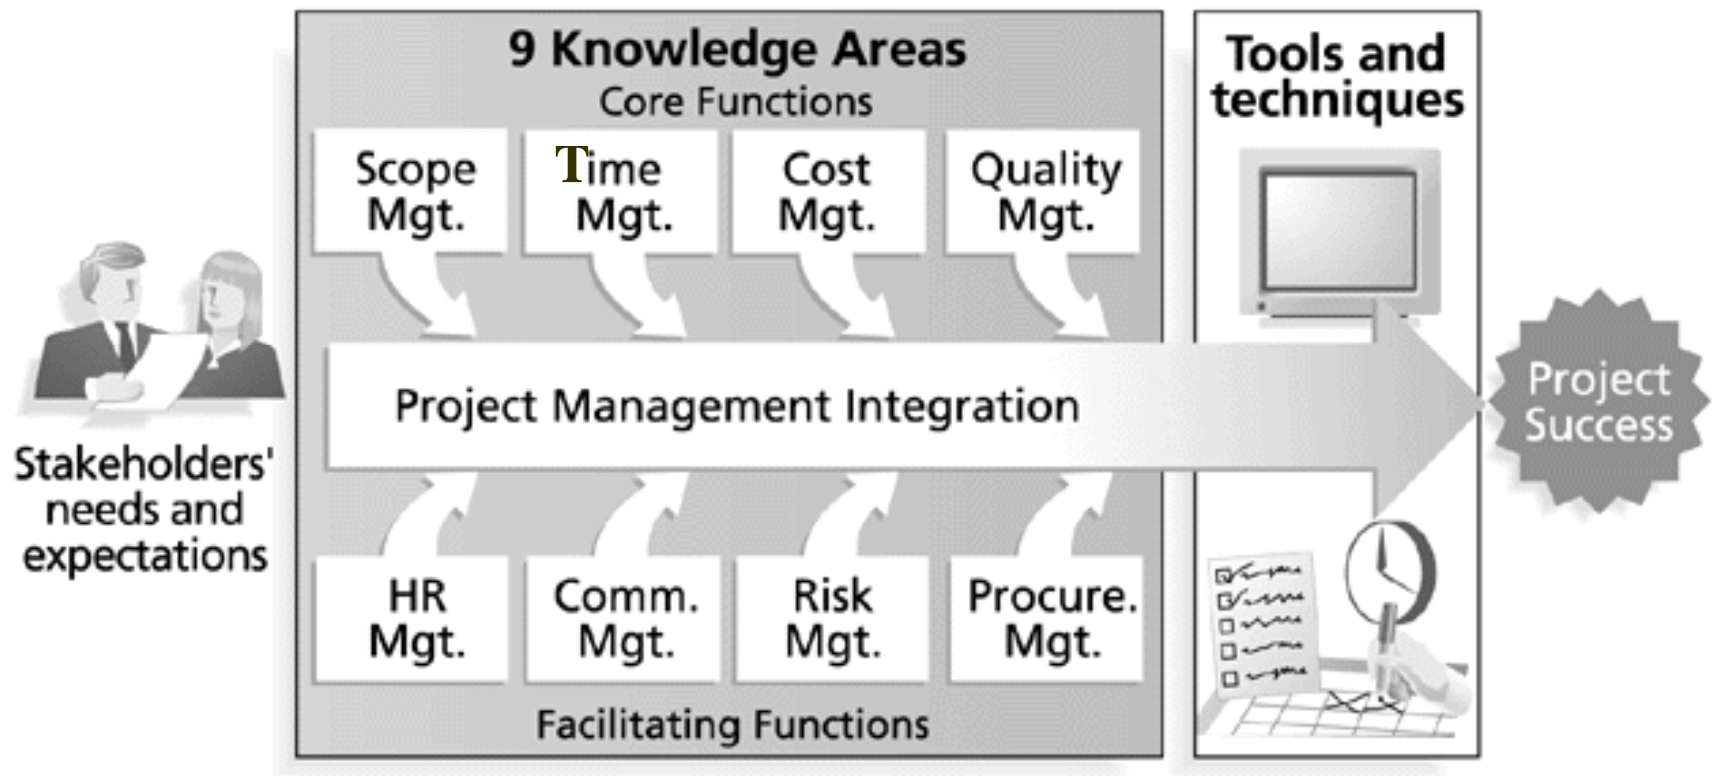 9 Knowledge Areas
Core Functions
Scope
Mgt.
Time
Mgt.
Cost
Mgt.
Quality
Mgt.
Project Management Integration
HR
Mgt.
Comm.
Mgt.
Risk
Mgt.
Procure.
Mgt.
Facilitating Functions
Stakeholders'
needs and
expectations
Tools and
techniques
Project
Success